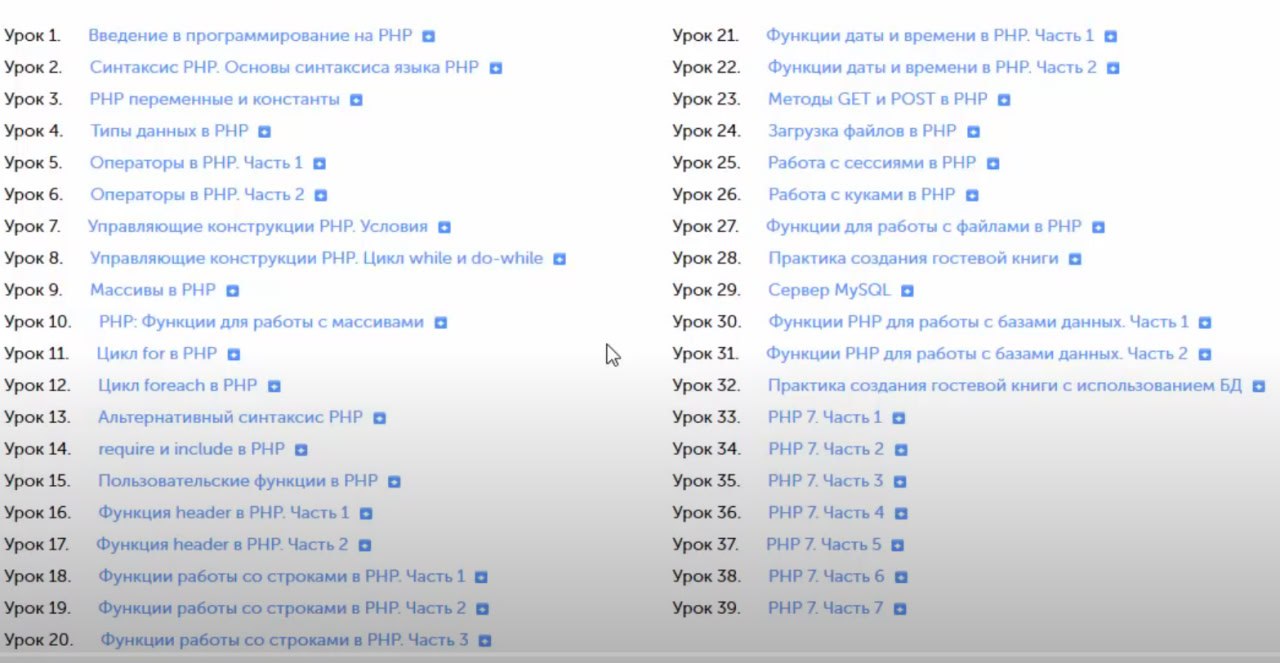 Урок 1. Введение в программирование на PHP
Урок 2. Синтаксис PHP. Основы синтаксиса языка PHP
Урок 3. PHP переменные и константы
Урок 4. Типы данных в PHP
Урок 5. Операторы в PHP. Часть 1
Урок 6. Операторы в PHP. Часть 2
Урок 7. Управляющие конструкции PHP. Условия
Урок 8. Управляющие конструкции PHP. Цикл while и do-while
Урок 9. Массивы в PHP
Урок 10. PHP: Функции для работы с массивами
Урок 11. Цикл for в PHP
Урок 12. Цикл foreach в PHP
Урок 13. Альтернативный синтаксис PHP
Урок 14. require и include в PHP
Урок 15. Пользовательские функции в PHP
Урок 16. Функция header в PHP. Часть 1
Урок 17. Функция header в PHP. Часть 2
Урок 18. Функции работы со строками в PHP. Часть 1
Урок 19. Функции работы со строками в PHP. Часть 2
Урок 20. Функции работы со строками в PHP. Часть 3
Урок 21. Функции даты и времени в PHP. Часть 1
Урок 22. Функции даты и времени в PHP. Часть 2
Урок 23. Методы GET и POST в PHP
Урок 24. Загрузка файлов в PHP
Урок 25. Работа с сессиями в PHP
Урок 26. Работа с куками в PHP
Урок 27. Функции для работы с файлами в PHP
Урок 28. Практика создания гостевой книги
Урок 29. Сервер MySQL
Урок 30. Функции PHP для работы с базами данных. Часть 1
Урок 31. Функции PHP для работы с базами данных. Часть 2
Урок 32. Практика создания гостевой книги с использованием БД
Урок 33. PHP 7. Часть 1
Урок 34. PHP 7. Часть 2
Урок 35. PHP 7. Часть 3
Урок 36. PHP 7. Часть 4
Урок 37. PHP 7. Часть 5
Урок 38. PHP 7. Часть 6
Урок 39. PHP 7. Часть 7